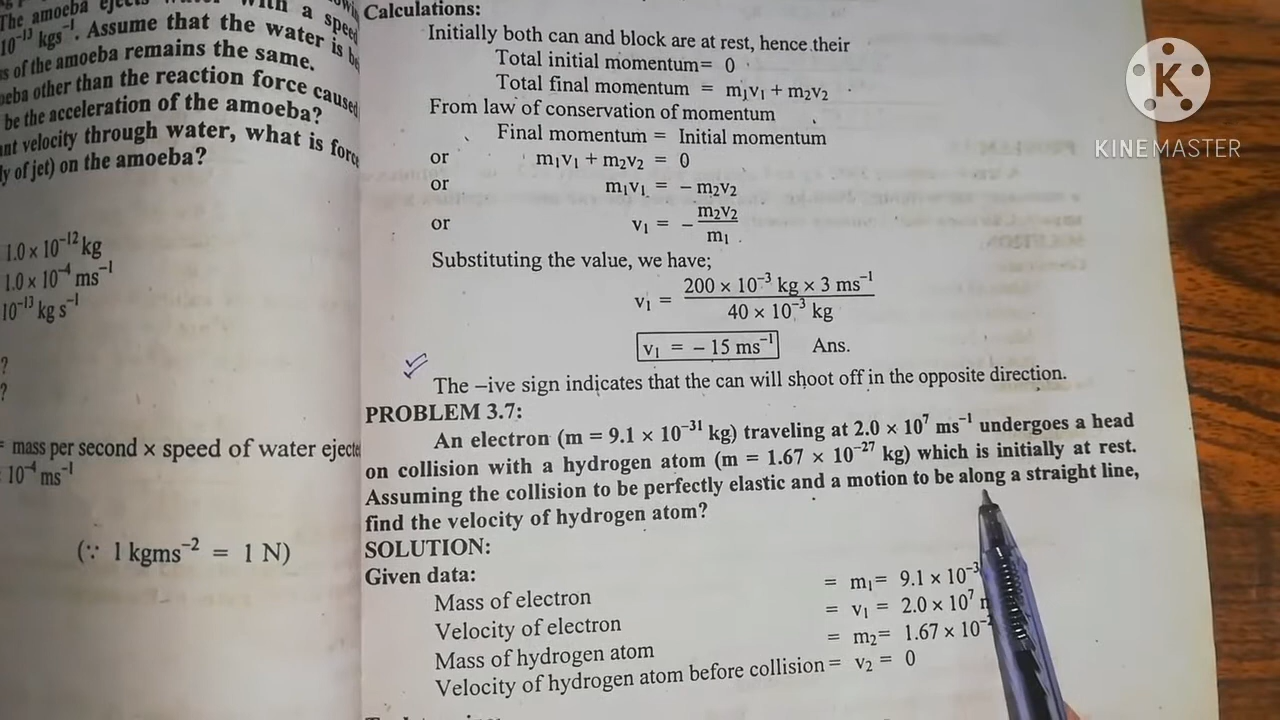 The amoeba ejects water with a speed
10⁻¹³ kgs⁻¹. Assume that the water is be
s of the amoeba remains the same.
eba other than the reaction force caused
be the acceleration of the amoeba?
nt velocity through water, what is force
y of jet) on the amoeba?
1.0 × 10⁻¹² kg
1.0 × 10⁻⁴ ms⁻¹
10⁻¹³ kg s⁻¹
?
?
= mass per second × speed of water ejecte
10⁻⁴ ms⁻¹
(∵ 1 kgms⁻² = 1 N)
Calculations:
Initially both can and block are at rest, hence their
Total initial momentum= 0
Total final momentum = m₁v₁ + m₂v₂
From law of conservation of momentum
Final momentum = Initial momentum
or m₁v₁ + m₂v₂ = 0
or m₁v₁ = − m₂v₂
or v₁ = − m₂v₂ / m₁
Substituting the value, we have;
v₁ = 200 × 10⁻³ kg × 3 ms⁻¹ / 40 × 10⁻³ kg
v₁ = − 15 ms⁻¹ Ans.
The −ive sign indicates that the can will shoot off in the opposite direction.
PROBLEM 3.7:
An electron (m = 9.1 × 10⁻³¹ kg) traveling at 2.0 × 10⁷ ms⁻¹ undergoes a head
on collision with a hydrogen atom (m = 1.67 × 10⁻²⁷ kg) which is initially at rest.
Assuming the collision to be perfectly elastic and a motion to be along a straight line,
find the velocity of hydrogen atom?
SOLUTION:
Given data:
Mass of electron = m₁= 9.1 × 10⁻³
Velocity of electron = v₁ = 2.0 × 10⁷
Mass of hydrogen atom = m₂= 1.67 × 10⁻
Velocity of hydrogen atom before collision = v₂ = 0
K
KINEMASTER